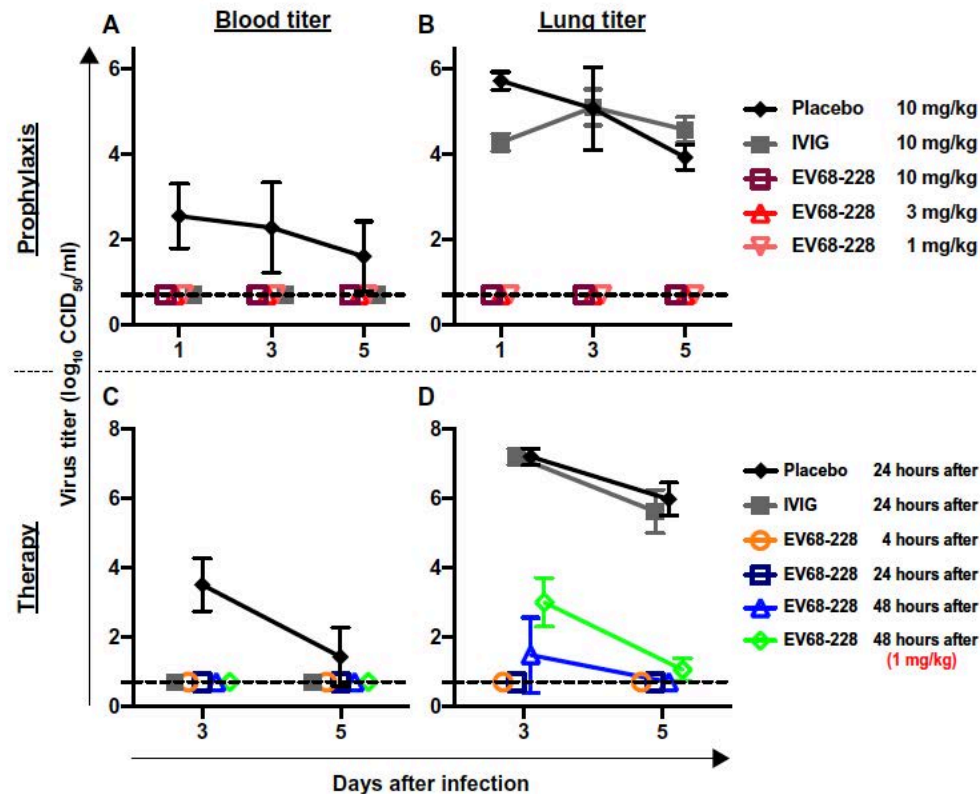 Blood titer
Lung titer
A
B
6
4
2
0
1
3
5
6
4
2
0
1
3
5
Placebo 10 mg/kg
IVIG 10 mg/kg
EV68-228 10 mg/kg
EV68-228 3 mg/kg
EV68-228 1 mg/kg
Prophylaxis
Virus titer (log10 CCID50/ml)
Therapy
C
D
8
6
4
2
0
3
5
8
6
4
2
0
3
5
Placebo 24 hours after
IVIG 24 hours after
EV68-228 4 hours after
EV68-228 24 hours after
EV68-228 48 hours after
EV68-228 48 hours after
(1 mg/kg)
Days after infection